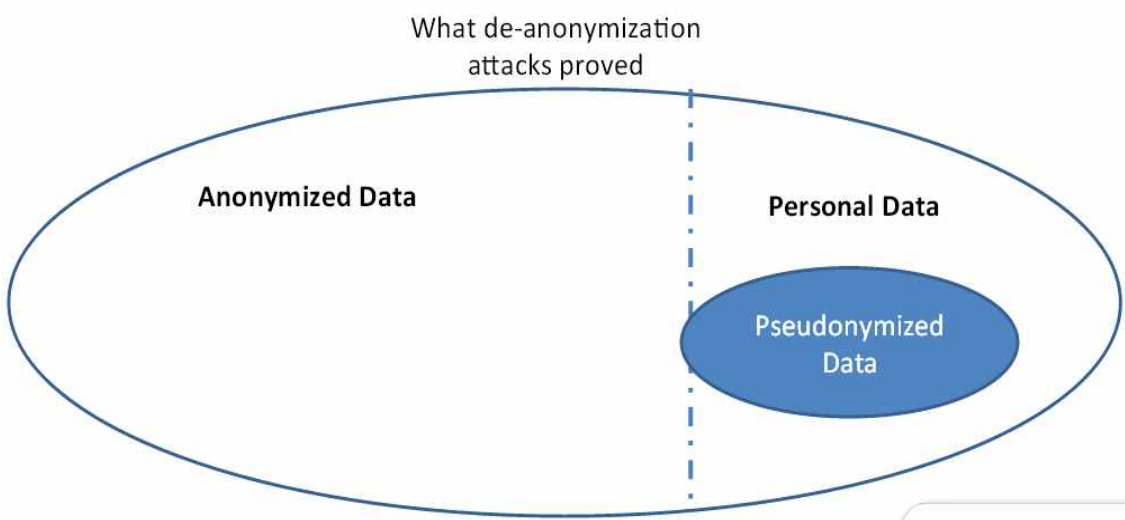 What de-anonymization
attacks proved
Anonymized Data
Personal Data
Pseudonymized
Data